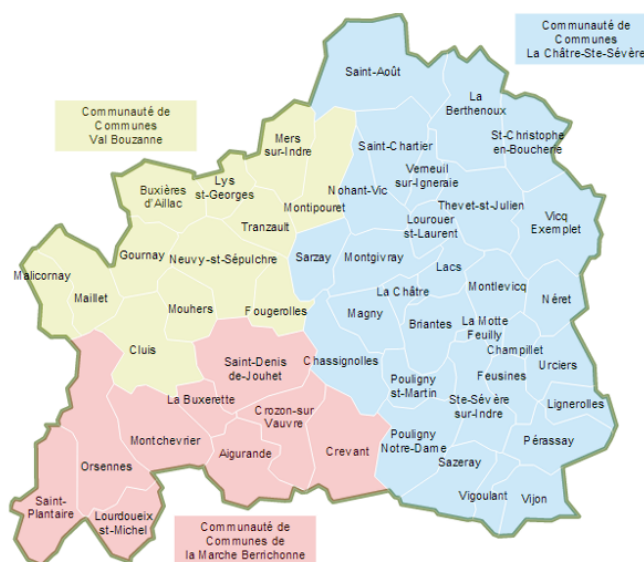 Communauté de
Communes
La Châtre-Ste-Sévère
Saint-Août
La
Berthenoux
Communauté de
Communes
Val Bouzanne
Mers
sur-Indre
Saint-Chartier
St-Christophe
en-Boucherie
Verneuil
sur-Igneraie
Lys
st-Georges
Buxières
d'Aillac
Nohant-Vic
Montipouret
Thevet-st-Julien
Vicq
Exemplet
Tranzault
Lourouer
st-Laurent
Gournay
Neuvy-st-Sépulchre
Sarzay
Montgivray
Lacs
Malicornay
Maillet
Mouhers
Fougerolles
La Châtre
Montlevicq
Néret
Magny
Briantes
La Motte
Feuilly
Cluis
Saint-Denis
de-Jouhet
Chassignolles
Champillet
Urciers
Feusines
Pouligny
st-Martin
Ste-Sévère
sur-Indre
Lignerolles
La Buxerette
Crozon-sur
Vauvre
Montchevrier
Aigurande
Crevant
Pouligny
Notre-Dame
Pérassay
Sazeray
Orsennes
Vigoulant
Vijon
Saint-
Plantaire
Lourdoueix
st-Michel
Communauté de
Communes de
la Marche Berrichonne